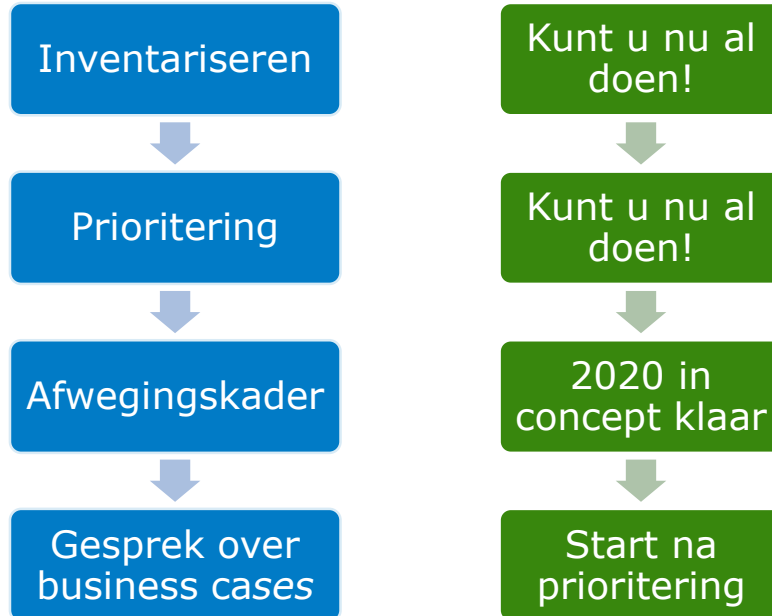 Inventariseren
Kunt u nu al
doen!
Prioritering
Kunt u nu al
doen!
Afwegingskader
2020 in
concept klaar
Gesprek over
business cases
Start na
prioritering